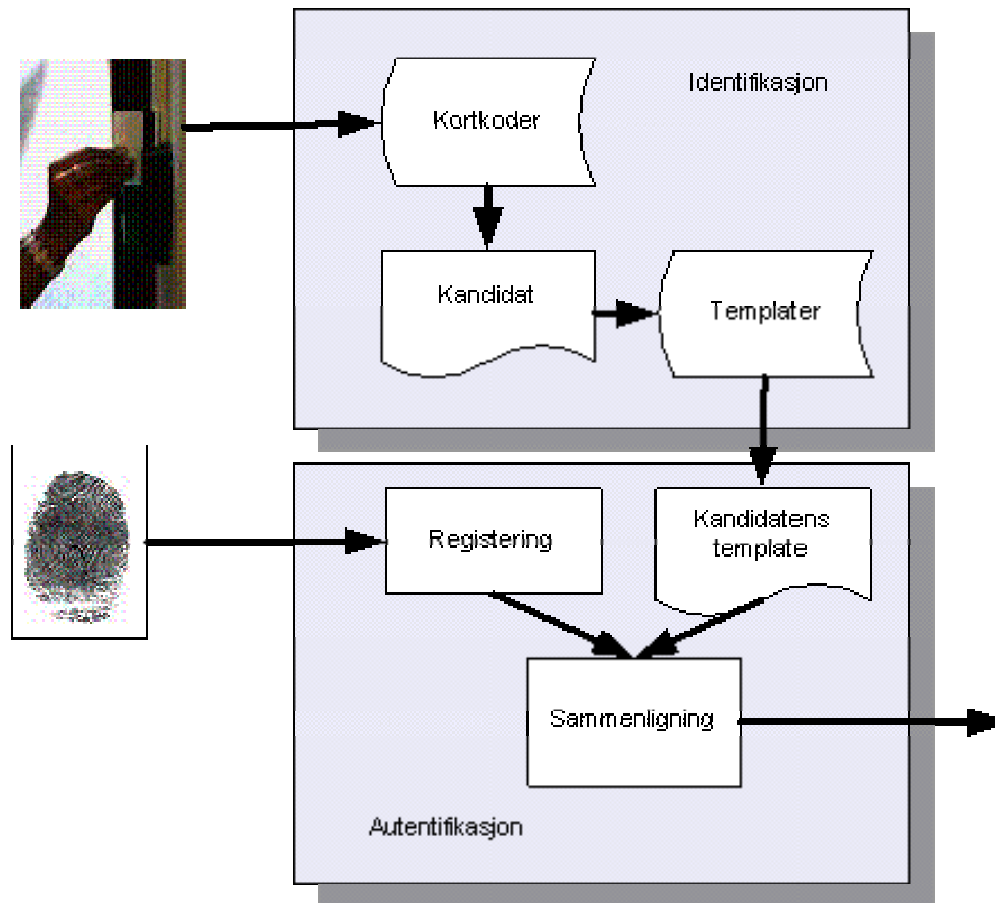 Identifikasjon
Kortkoder
Kandidat
Templater
Registering
Kandidatens
template
Sammenligning
Autentifikasjon